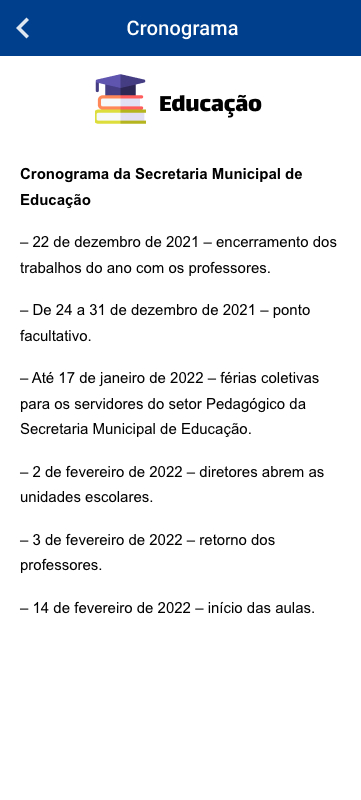 Cronograma
Educação
Cronograma da Secretaria Municipal de
Educação
– 22 de dezembro de 2021 – encerramento dos
trabalhos do ano com os professores.
– De 24 a 31 de dezembro de 2021 – ponto
facultativo.
– Até 17 de janeiro de 2022 – férias coletivas
para os servidores do setor Pedagógico da
Secretaria Municipal de Educação.
– 2 de fevereiro de 2022 – diretores abrem as
unidades escolares.
– 3 de fevereiro de 2022 – retorno dos
professores.
– 14 de fevereiro de 2022 – início das aulas.